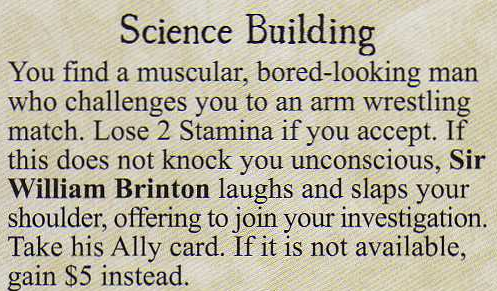 Science Building
You find a muscular, bored-looking man
who challenges you to an arm wrestling
match. Lose 2 Stamina if you accept. If
this does not knock you unconscious, Sir
William Brinton laughs and slaps your
shoulder, offering to join your investigation.
Take his Ally card. If it is not available,
gain $5 instead.